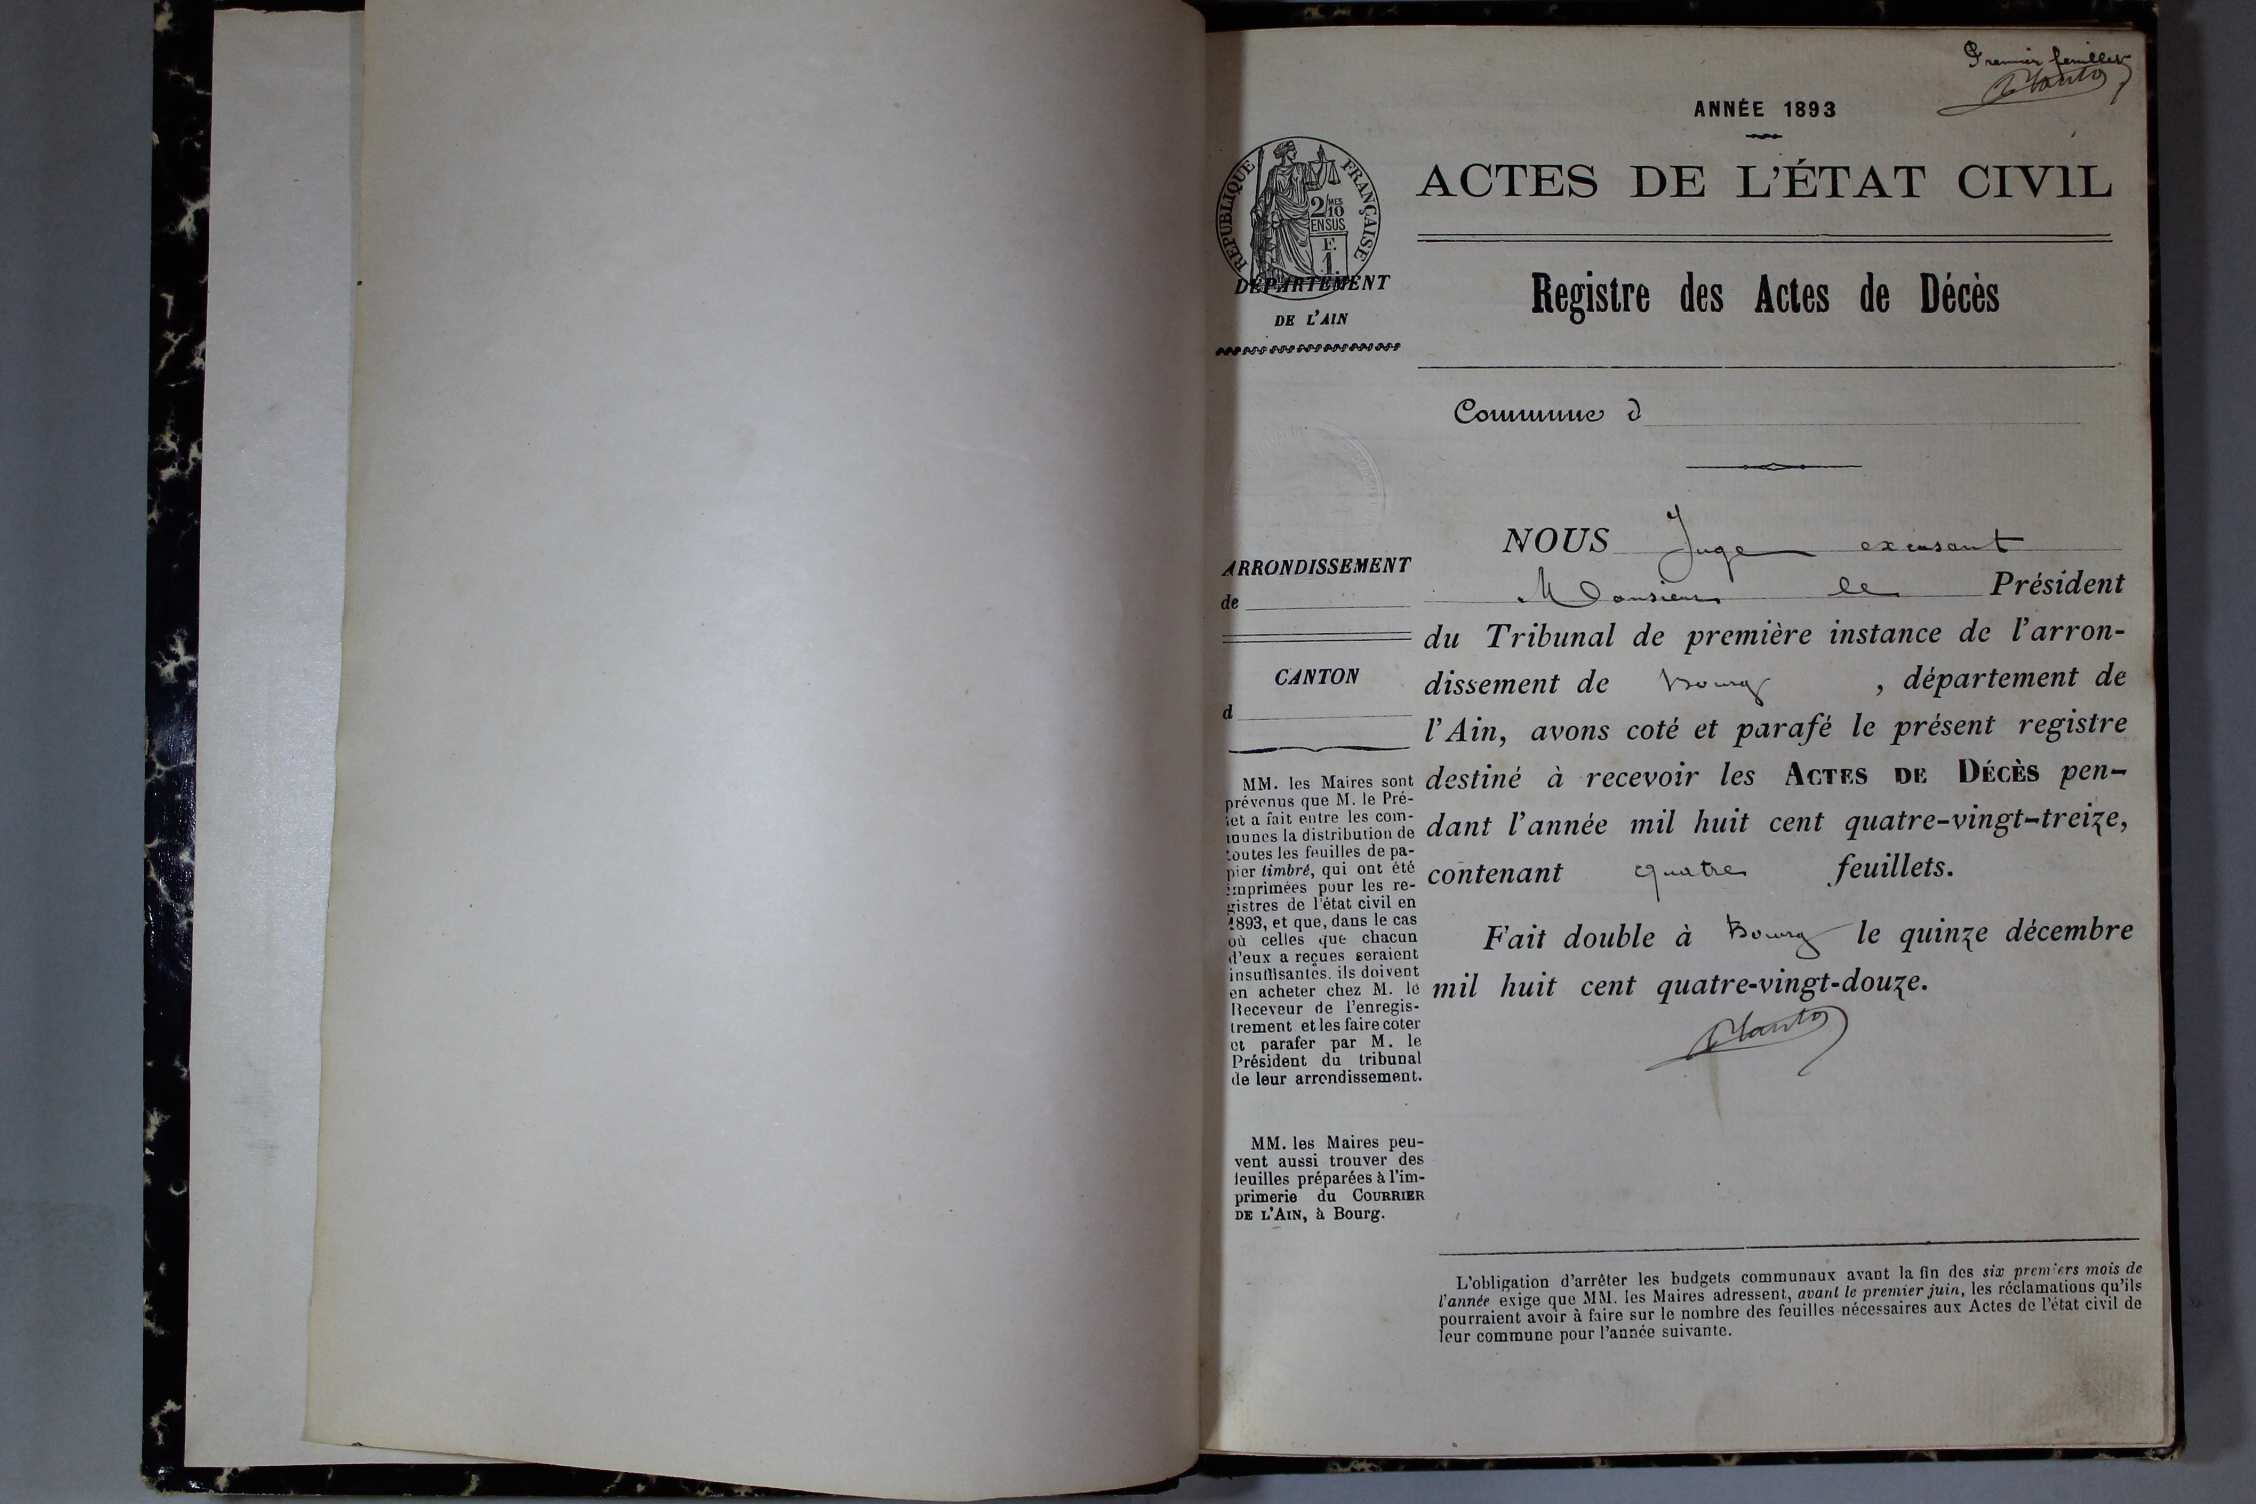 Premier feuillet
ANNÉE 1893
ACTES DE L'ÉTAT CIVIL
RÉPUBLIQUE FRANÇAISE
2/10 MES
EN SUS
F.
1.
DÉPARTEMENT
DE L'AIN
Registre des Actes de Décès
Commune d
ARRONDISSEMENT
de
CANTON
d
MM. les Maires sont
prévenus que M. le Pré-
fet a fait entre les com-
munes la distribution de
toutes les feuilles de pa-
pier timbré, qui ont été
imprimées pour les re-
gistres de l'état civil en
1893, et que, dans le cas
où celles que chacun
d'eux a reçues seraient
insuffisantes, ils doivent
en acheter chez M. le
Receveur de l'enregis-
trement et les faire coter
et parafer par M. le
Président du tribunal
de leur arrondissement.
MM. les Maires peu-
vent aussi trouver des
feuilles préparées à l'im-
primerie du COURRIER
DE L'AIN, à Bourg.
NOUS Juge excusant
Monsieur le Président
du Tribunal de première instance de l'arron-
dissement de Bourg, département de
l'Ain, avons coté et parafé le présent registre
destiné à recevoir les ACTES DE DÉCÈS pen-
dant l'année mil huit cent quatre-vingt-treize,
contenant quatre feuillets.
Fait double à Bourg le quinze décembre
mil huit cent quatre-vingt-douze.
L'obligation d'arrêter les budgets communaux avant la fin des six premiers mois de
l'année exige que MM. les Maires adressent, avant le premier juin, les réclamations qu'ils
pourraient avoir à faire sur le nombre des feuilles nécessaires aux Actes de l'état civil de
leur commune pour l'année suivante.